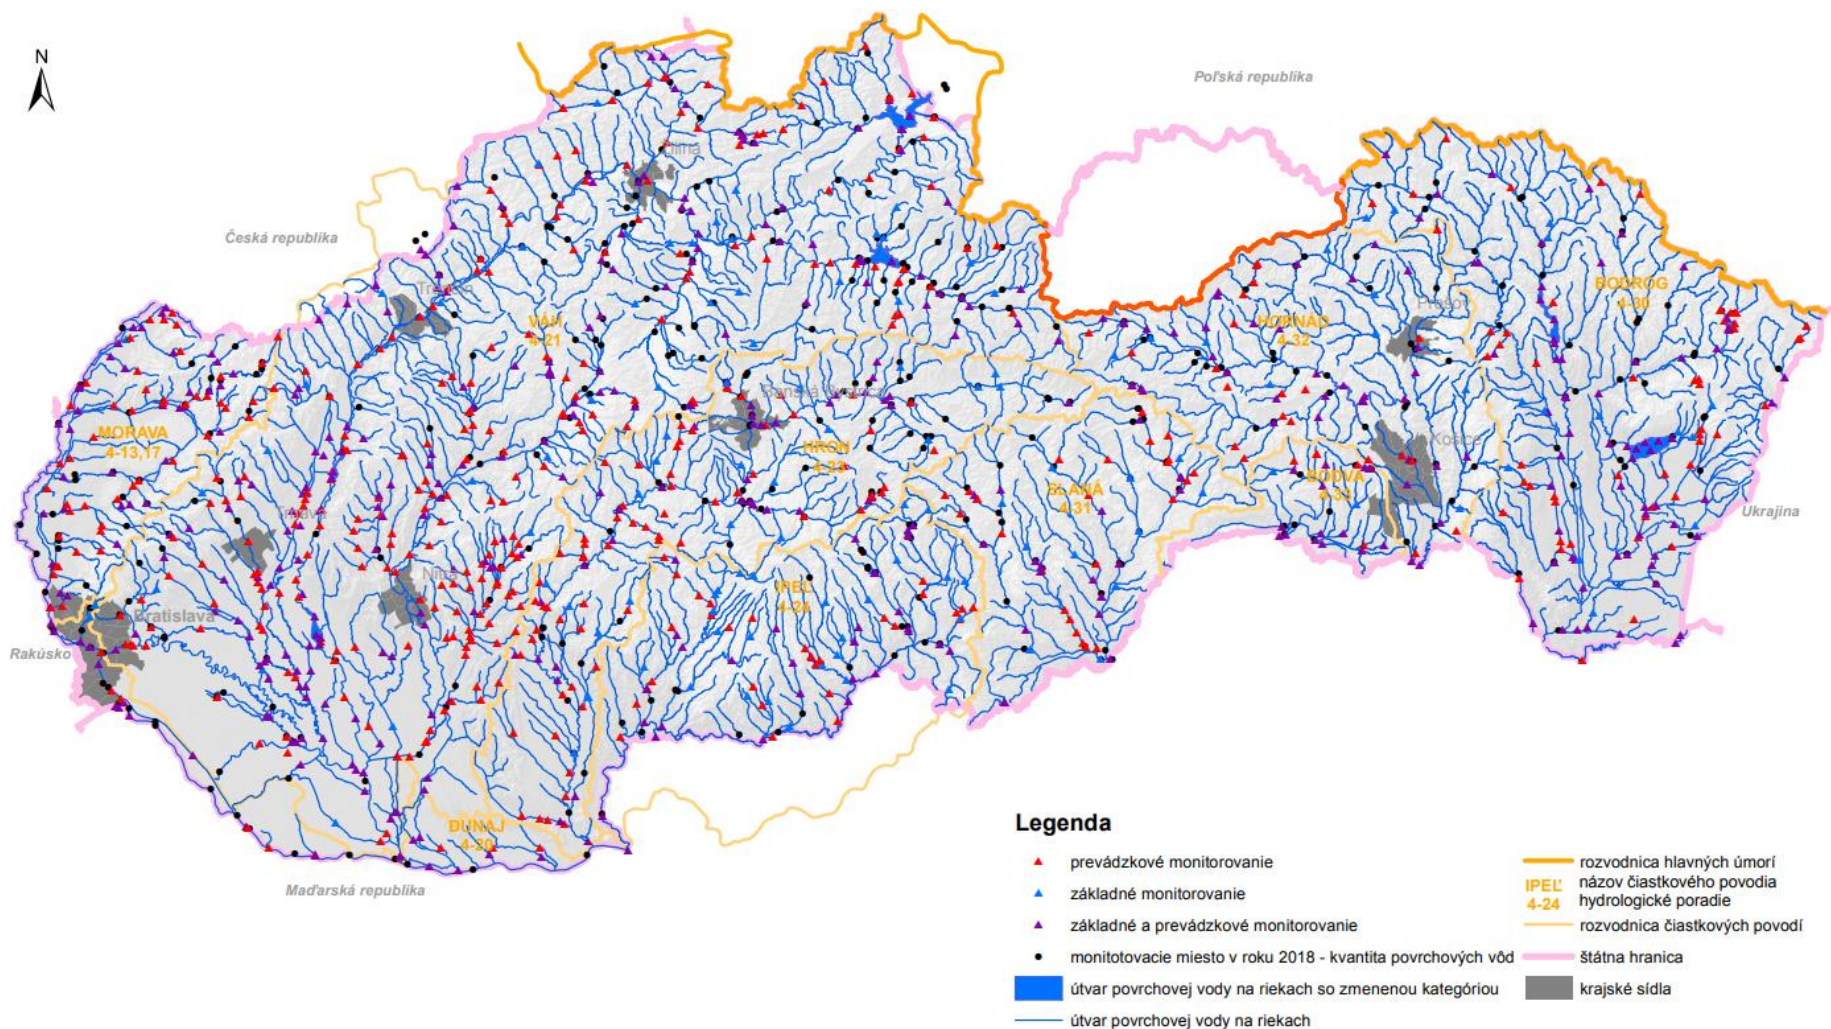 N
Poľská republika
Žilina
Česká republika
Trenčín
VÁH
4-21
BODROG
4-30
Prešov
HORNÁD
4-32
Banská Bystrica
MORAVA
4-13,17
HRON
4-23
Košice
SLANÁ
4-31
BODVA
4-33
Trnava
Ukrajina
Nitra
IPEĽ
4-24
Bratislava
Rakúsko
DUNAJ
4-20
Maďarská republika
Legenda
prevádzkové monitorovanie
základné monitorovanie
základné a prevádzkové monitorovanie
monitotovacie miesto v roku 2018 - kvantita povrchových vôd
útvar povrchovej vody na riekach so zmenenou kategóriou
útvar povrchovej vody na riekach
rozvodnica hlavných úmorí
IPEĽ názov čiastkového povodia
4-24 hydrologické poradie
rozvodnica čiastkových povodí
štátna hranica
krajské sídla